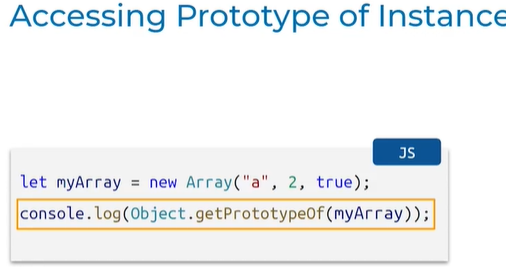 Accessing Prototype of Instance
JS
let myArray = new Array("a", 2, true);
console.log(Object.getPrototypeOf(myArray));